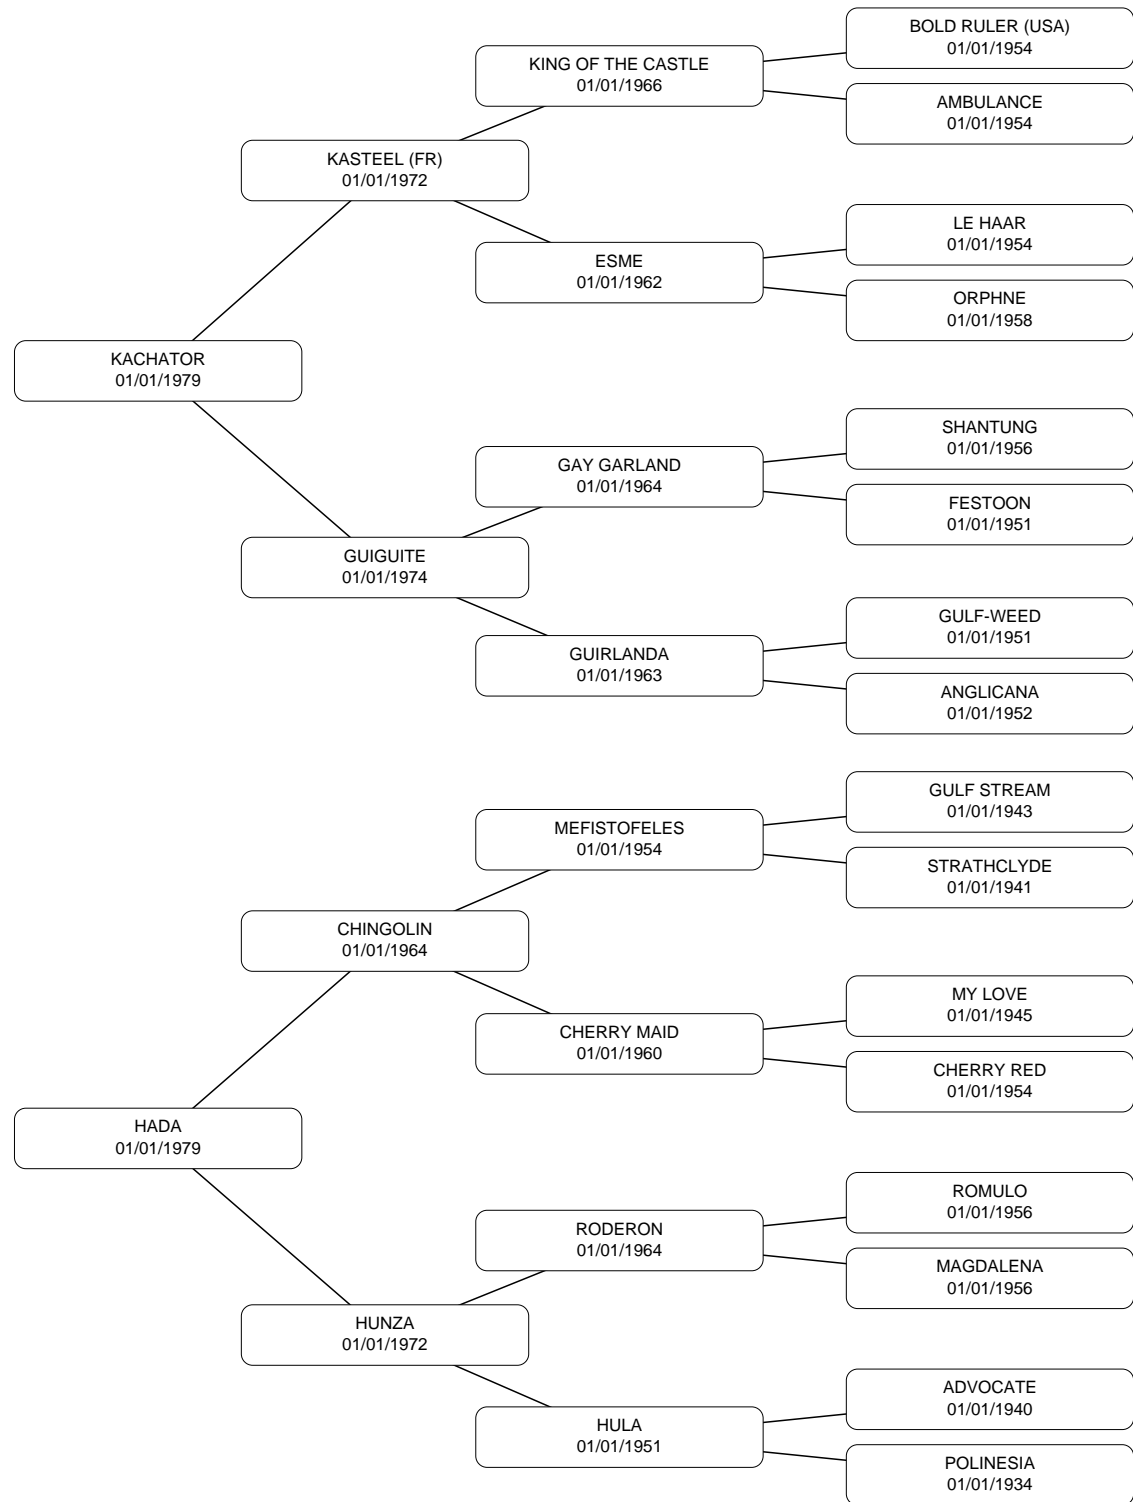 BOLD RULER (USA)
01/01/1954
KING OF THE CASTLE
01/01/1966
AMBULANCE
01/01/1954
KASTEEL (FR)
01/01/1972
LE HAAR
01/01/1954
ESME
01/01/1962
ORPHNE
01/01/1958
KACHATOR
01/01/1979
SHANTUNG
01/01/1956
GAY GARLAND
01/01/1964
FESTOON
01/01/1951
GUIGUITE
01/01/1974
GULF-WEED
01/01/1951
GUIRLANDA
01/01/1963
ANGLICANA
01/01/1952
GULF STREAM
01/01/1943
MEFISTOFELES
01/01/1954
STRATHCLYDE
01/01/1941
CHINGOLIN
01/01/1964
MY LOVE
01/01/1945
CHERRY MAID
01/01/1960
CHERRY RED
01/01/1954
HADA
01/01/1979
ROMULO
01/01/1956
RODERON
01/01/1964
MAGDALENA
01/01/1956
HUNZA
01/01/1972
ADVOCATE
01/01/1940
HULA
01/01/1951
POLINESIA
01/01/1934